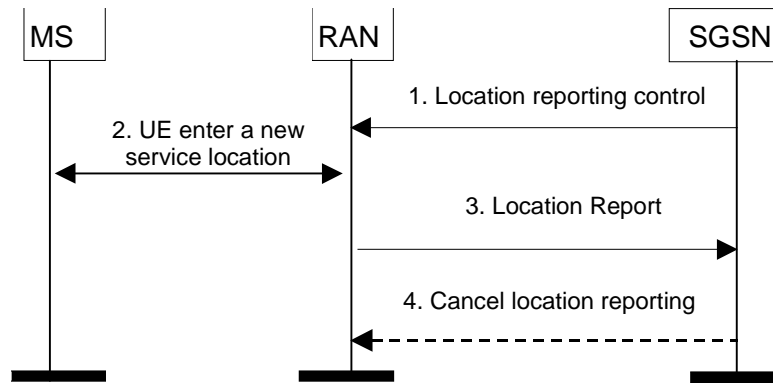 MS
RAN
SGSN
1. Location reporting control
2. UE enter a new
service location
3. Location Report
4. Cancel location reporting